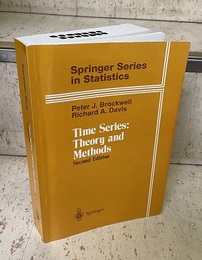 Springer Series
in Statistics
Peter J. Brockwell
Richard A. Davis
Time Series:
Theory and
Methods
Second Edition
Springer